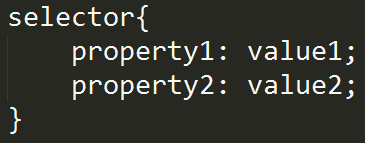 selector{
    property1: value1;
    property2: value2;
}